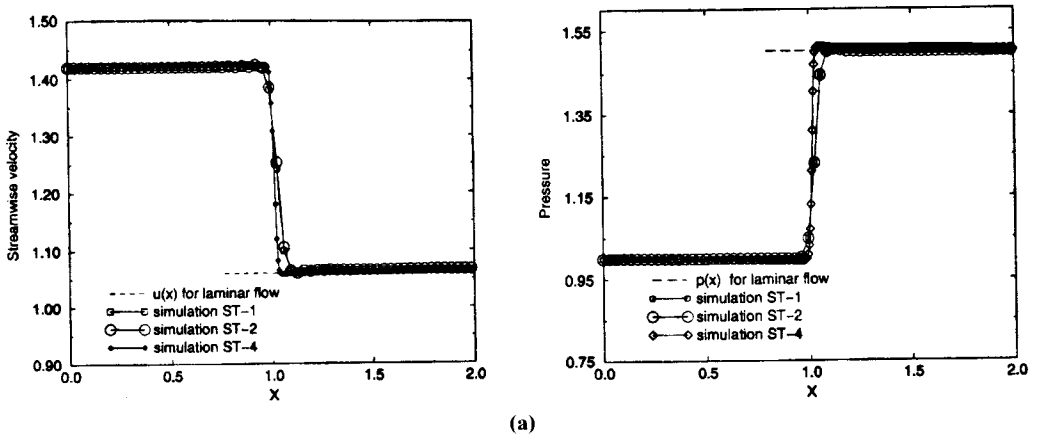 1.50
1.40
1.30
1.20
1.10
1.00
0.90
Streamwise velocity
u(x) for laminar flow
simulation ST-1
simulation ST-2
simulation ST-4
0.0 0.5 1.0 1.5 2.0
X
1.55
1.35
1.15
0.95
0.75
Pressure
p(x) for laminar flow
simulation ST-1
simulation ST-2
simulation ST-4
0.0 0.5 1.0 1.5 2.0
X
(a)